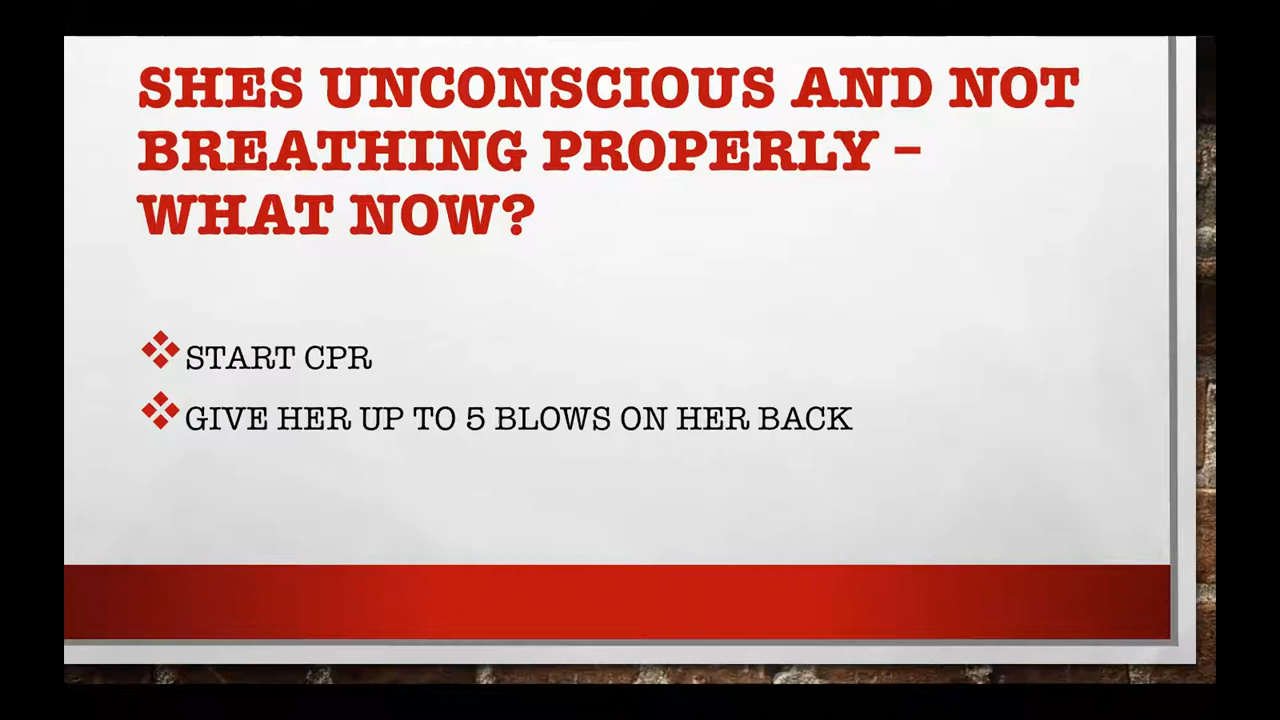 SHES UNCONSCIOUS AND NOT
BREATHING PROPERLY –
WHAT NOW?
START CPR
GIVE HER UP TO 5 BLOWS ON HER BACK